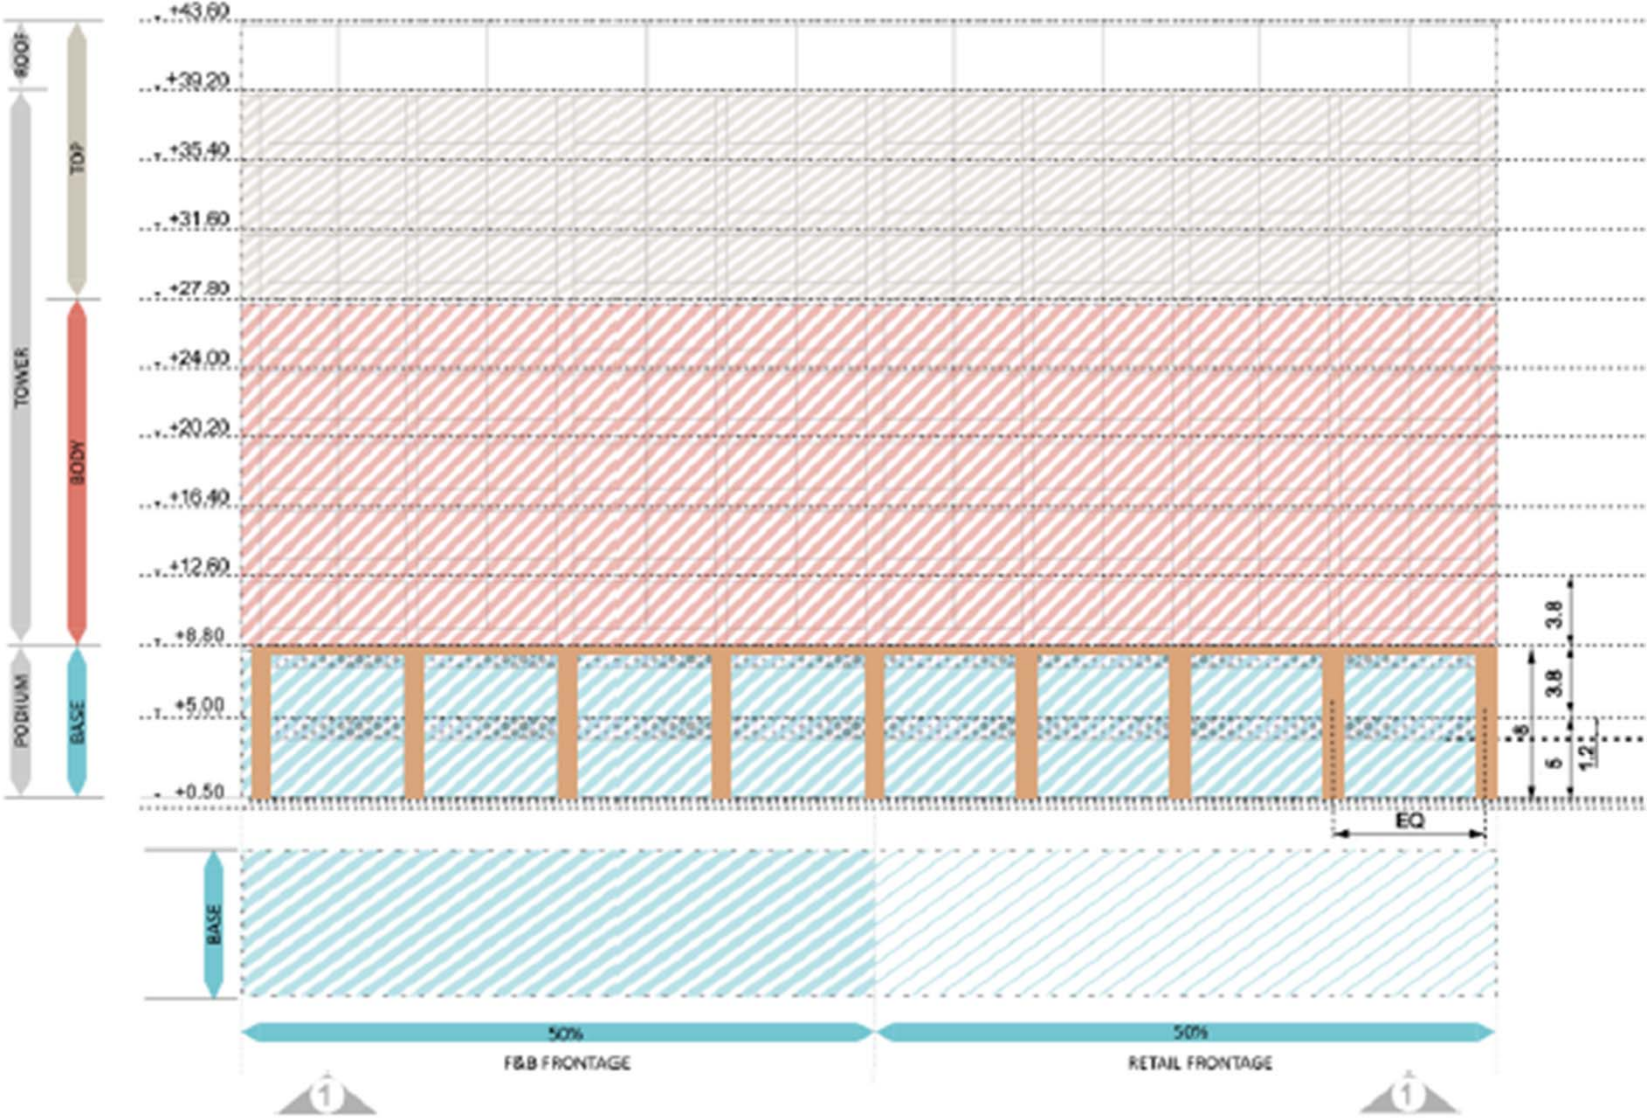 +43.60
ROOF
+39.20
TOP
+35.40
+31.60
+27.80
+24.00
TOWER
+20.20
BODY
+16.40
+12.60
3.8
+8.80
3.8
PODIUM
BASE
+5.00
8
5
1.2
+0.50
EQ
BASE
50%
50%
F&B FRONTAGE
RETAIL FRONTAGE
1
1